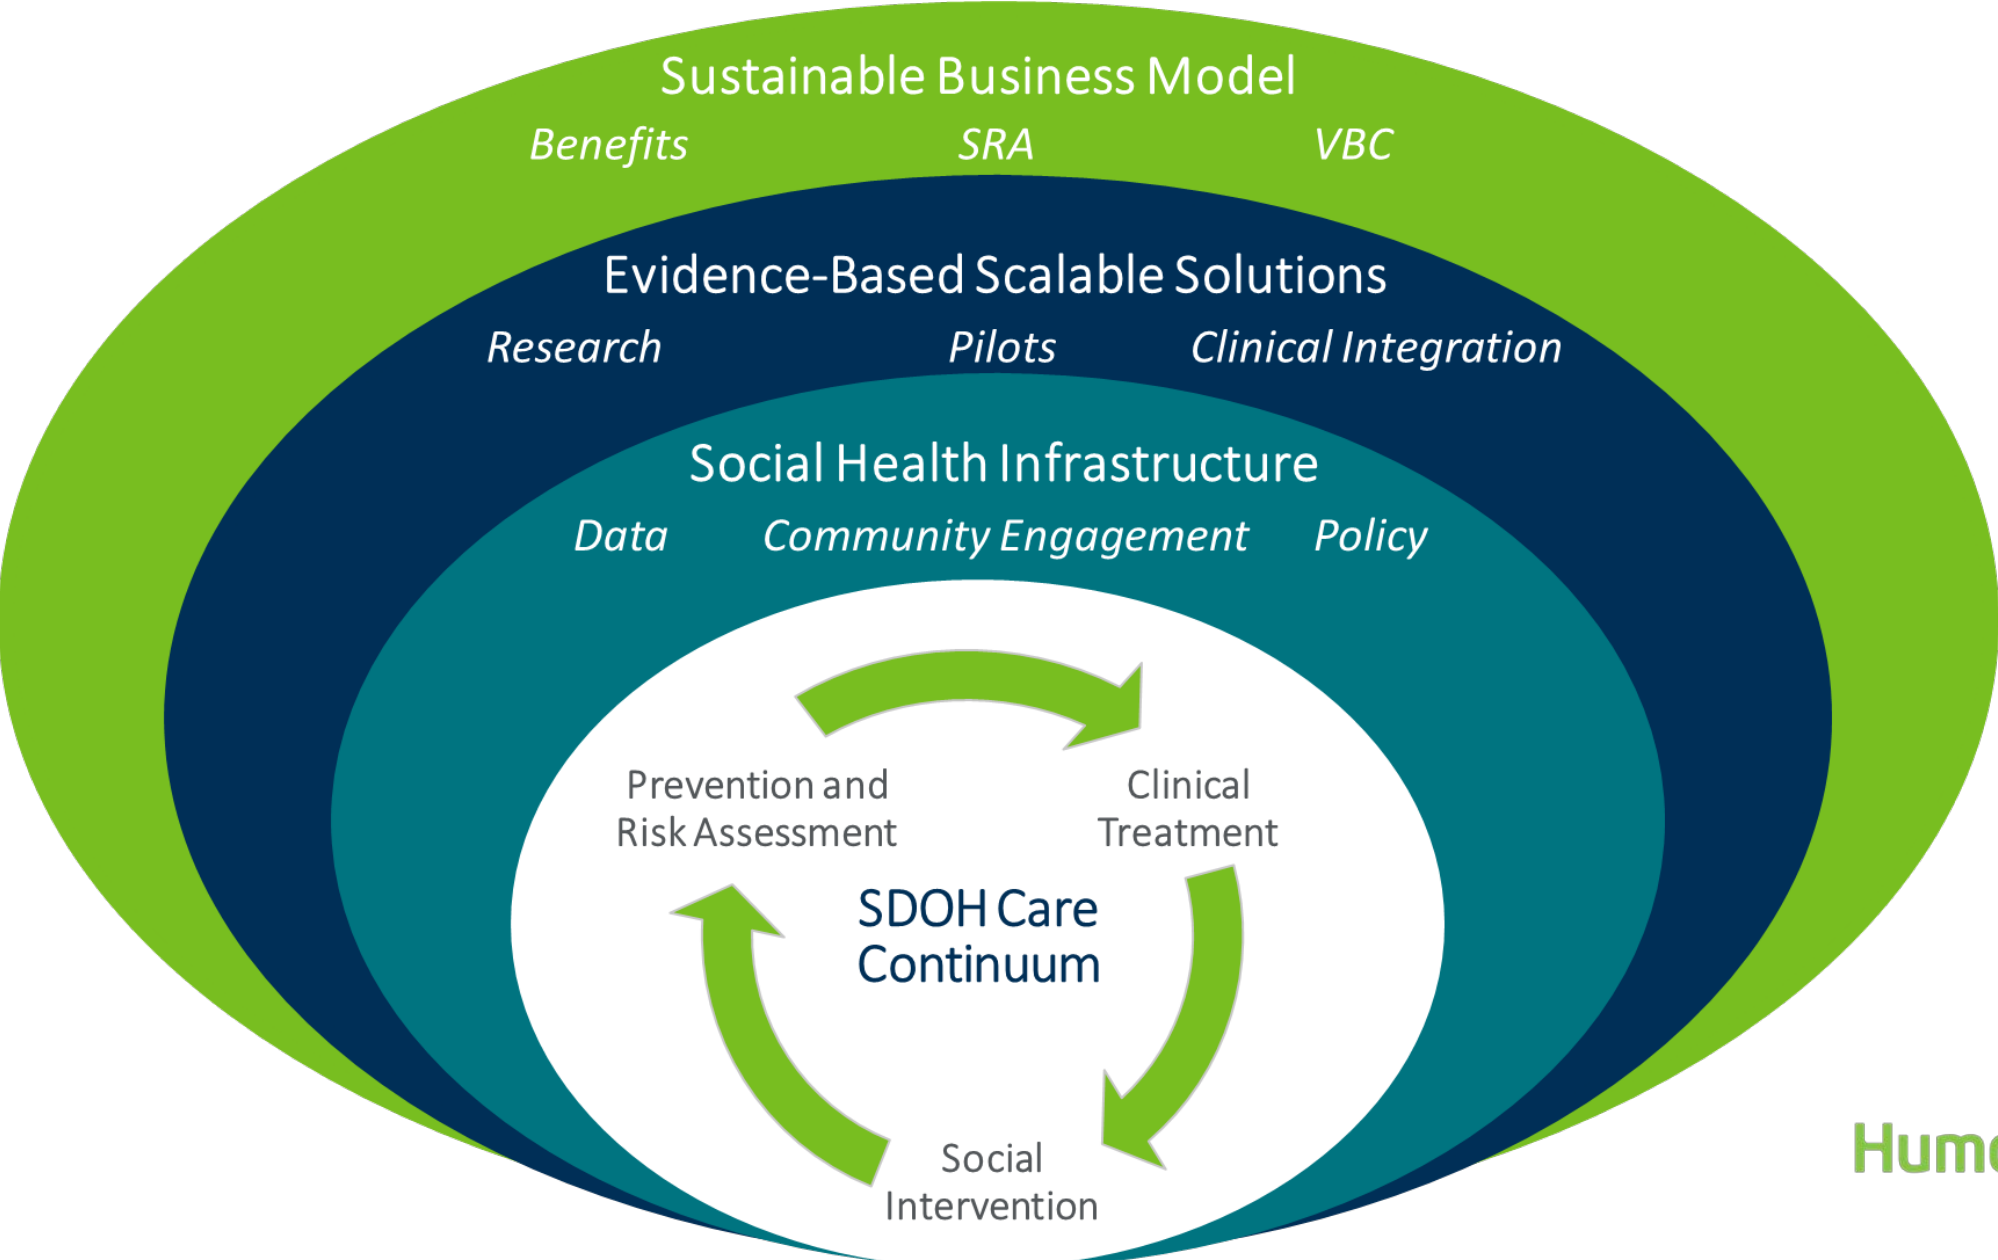 Sustainable Business Model
Benefits SRA VBC
Evidence-Based Scalable Solutions
Research Pilots Clinical Integration
Social Health Infrastructure
Data Community Engagement Policy
Prevention and
Risk Assessment
Clinical
Treatment
SDOH Care
Continuum
Social
Intervention